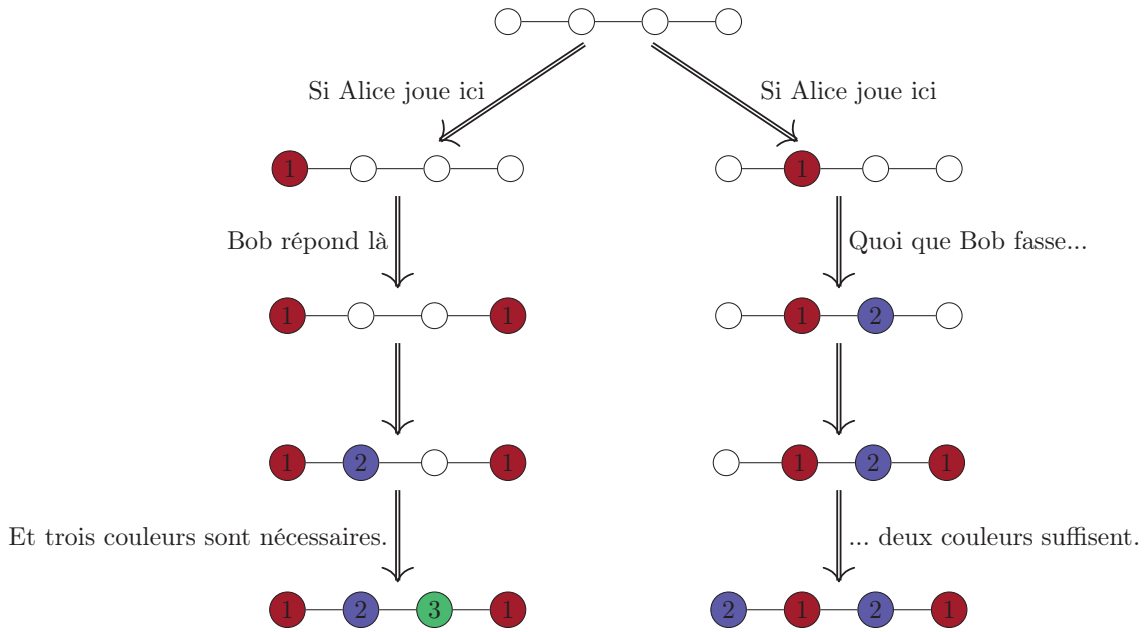 Si Alice joue ici
Si Alice joue ici
1
1
Bob répond là
Quoi que Bob fasse...
1 1
1 2
1 2 1
1 2 1
Et trois couleurs sont nécessaires.
... deux couleurs suffisent.
1 2 3 1
2 1 2 1